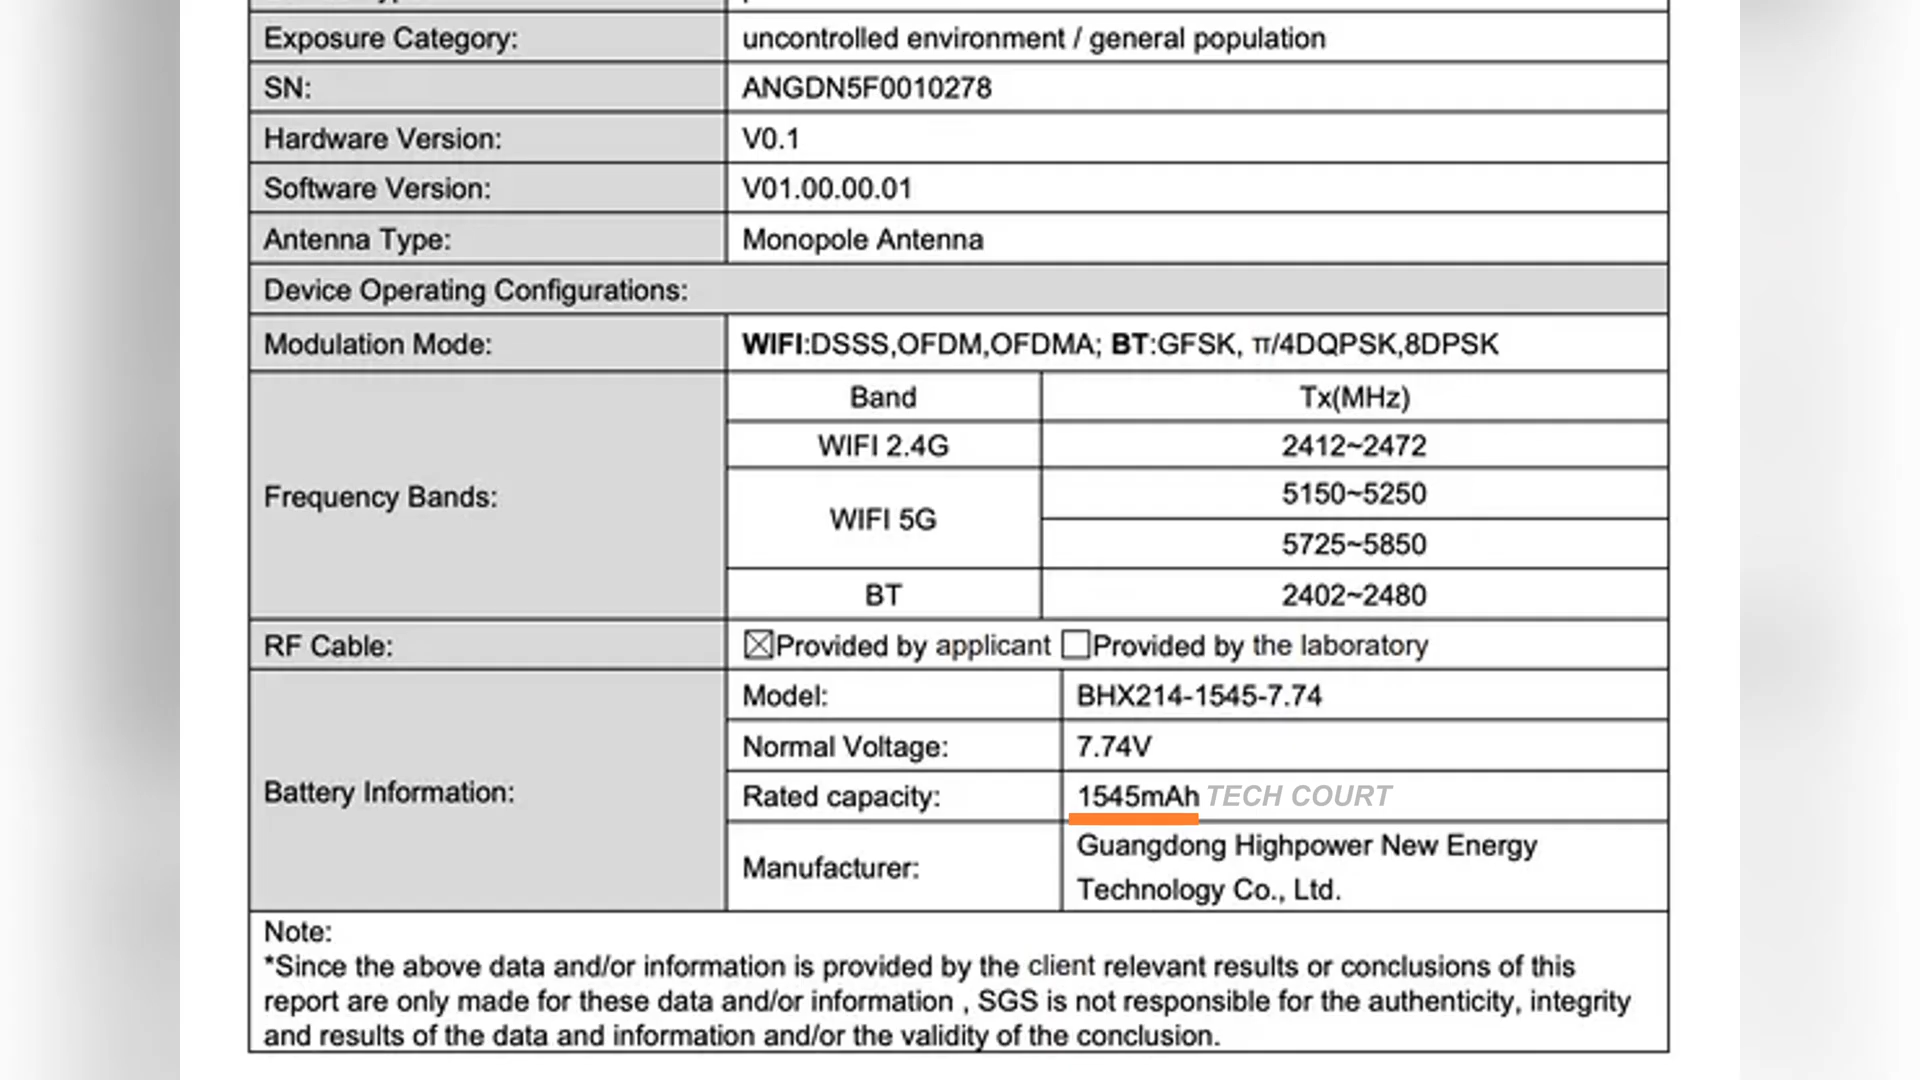 Exposure Category: uncontrolled environment / general population
SN: ANGDN5F0010278
Hardware Version: V0.1
Software Version: V01.00.00.01
Antenna Type: Monopole Antenna
Device Operating Configurations:
Modulation Mode: WIFI:DSSS,OFDM,OFDMA; BT:GFSK, π/4DQPSK,8DPSK
Frequency Bands:
Band Tx(MHz)
WIFI 2.4G 2412~2472
WIFI 5G
5150~5250
5725~5850
BT 2402~2480
RF Cable: ☒Provided by applicant ☐Provided by the laboratory
Battery Information:
Model: BHX214-1545-7.74
Normal Voltage: 7.74V
Rated capacity: 1545mAh TECH COURT
Manufacturer: Guangdong Highpower New Energy
Technology Co., Ltd.
Note:
*Since the above data and/or information is provided by the client relevant results or conclusions of this
report are only made for these data and/or information , SGS is not responsible for the authenticity, integrity
and results of the data and information and/or the validity of the conclusion.